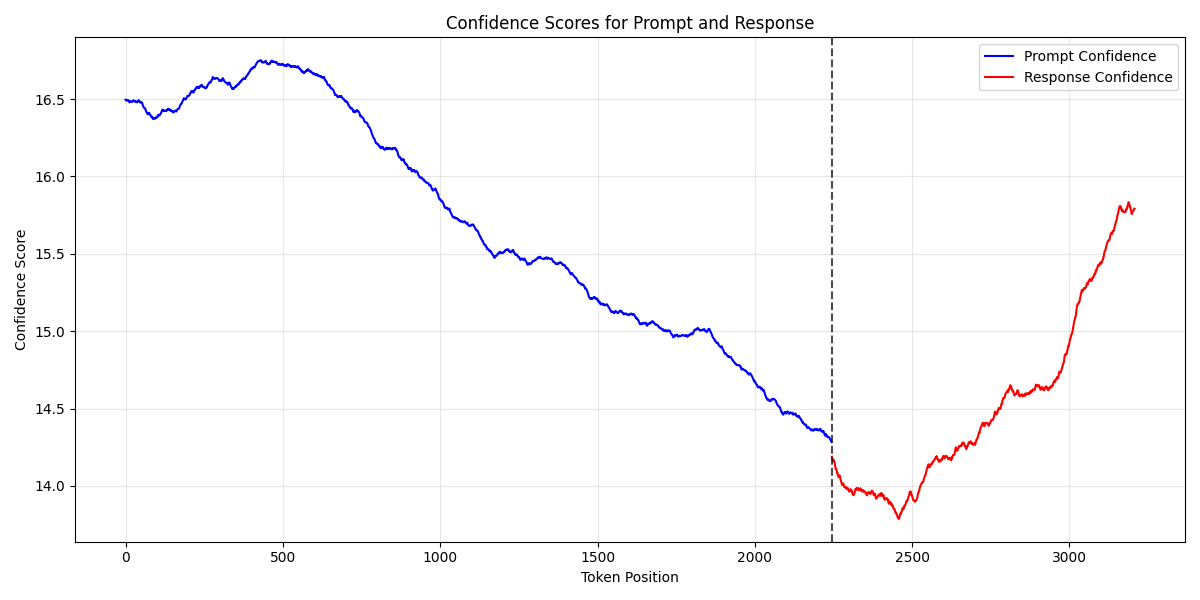 Confidence Scores for Prompt and Response
Prompt Confidence
Response Confidence
Confidence Score
16.5
16.0
15.5
15.0
14.5
14.0
0
500
1000
1500
2000
2500
3000
Token Position